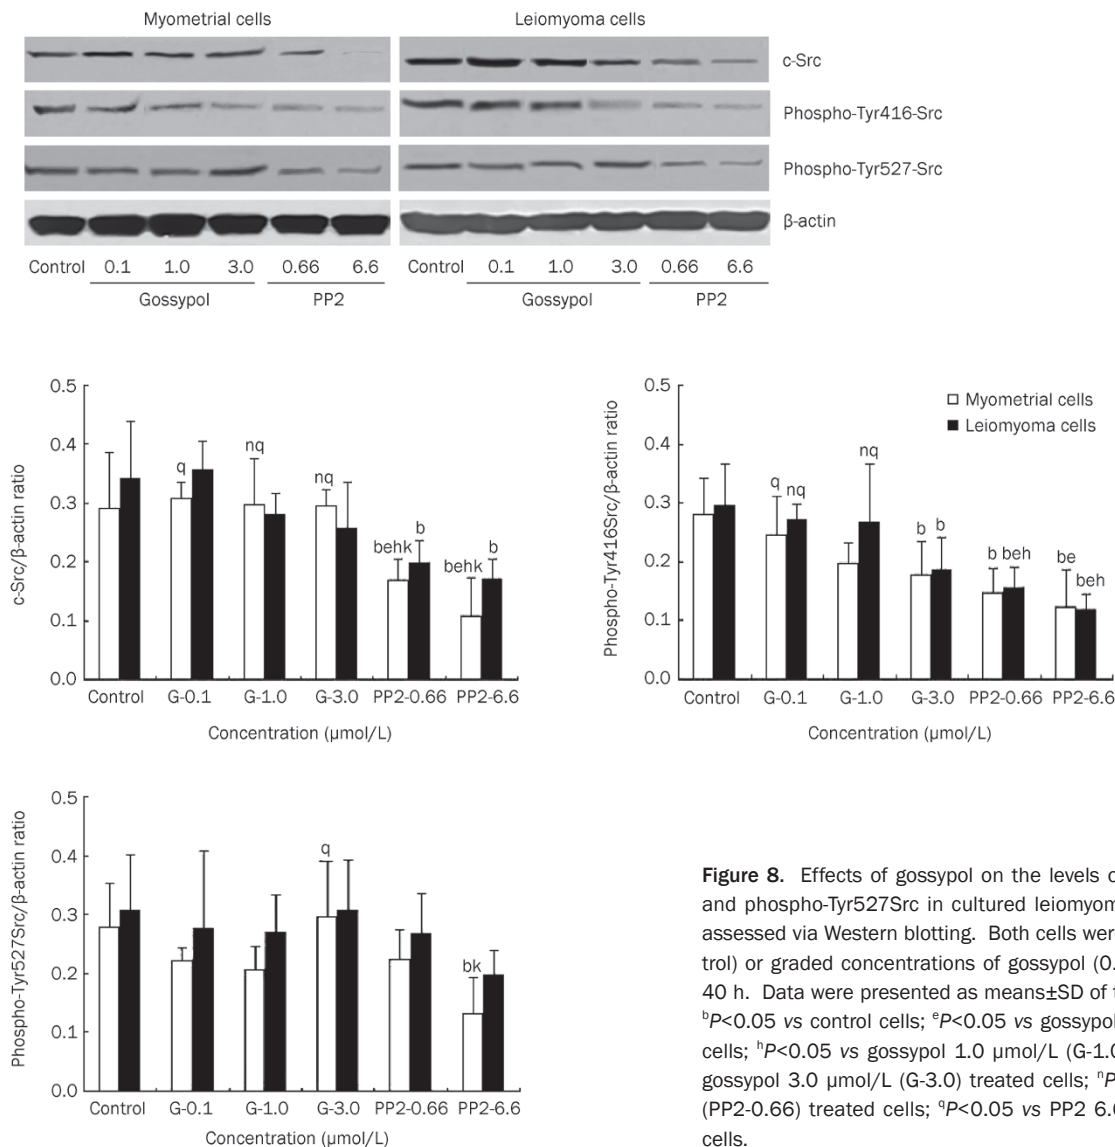 Myometrial cells Leiomyoma cells
c-Src
Phospho-Tyr416-Src
Phospho-Tyr527-Src
β-actin
Control 0.1 1.0 3.0 0.66 6.6 Control 0.1 1.0 3.0 0.66 6.6
Gossypol PP2 Gossypol PP2
c-Src/β-actin ratio
0.5
0.4
0.3
0.2
0.1
0.0
q
nq
nq
behk
b
behk
b
Control G-0.1 G-1.0 G-3.0 PP2-0.66 PP2-6.6
Concentration (μmol/L)
Phospho-Tyr416Src/β-actin ratio
0.5
0.4
0.3
0.2
0.1
0.0
Myometrial cells
Leiomyoma cells
q
nq
nq
b b
b beh
be
beh
Control G-0.1 G-1.0 G-3.0 PP2-0.66 PP2-6.6
Concentration (μmol/L)
Phospho-Tyr527Src/β-actin ratio
0.5
0.4
0.3
0.2
0.1
0.0
q
bk
Control G-0.1 G-1.0 G-3.0 PP2-0.66 PP2-6.6
Concentration (μmol/L)
Figure 8. Effects of gossypol on the levels o
and phospho-Tyr527Src in cultured leiomyom
assessed via Western blotting. Both cells wer
trol) or graded concentrations of gossypol (0.
40 h. Data were presented as means±SD of t
ᵇP<0.05 vs control cells; ᵉP<0.05 vs gossypol
cells; ʰP<0.05 vs gossypol 1.0 μmol/L (G-1.0
gossypol 3.0 μmol/L (G-3.0) treated cells; ⁿP
(PP2-0.66) treated cells; ᑫP<0.05 vs PP2 6.6
cells.